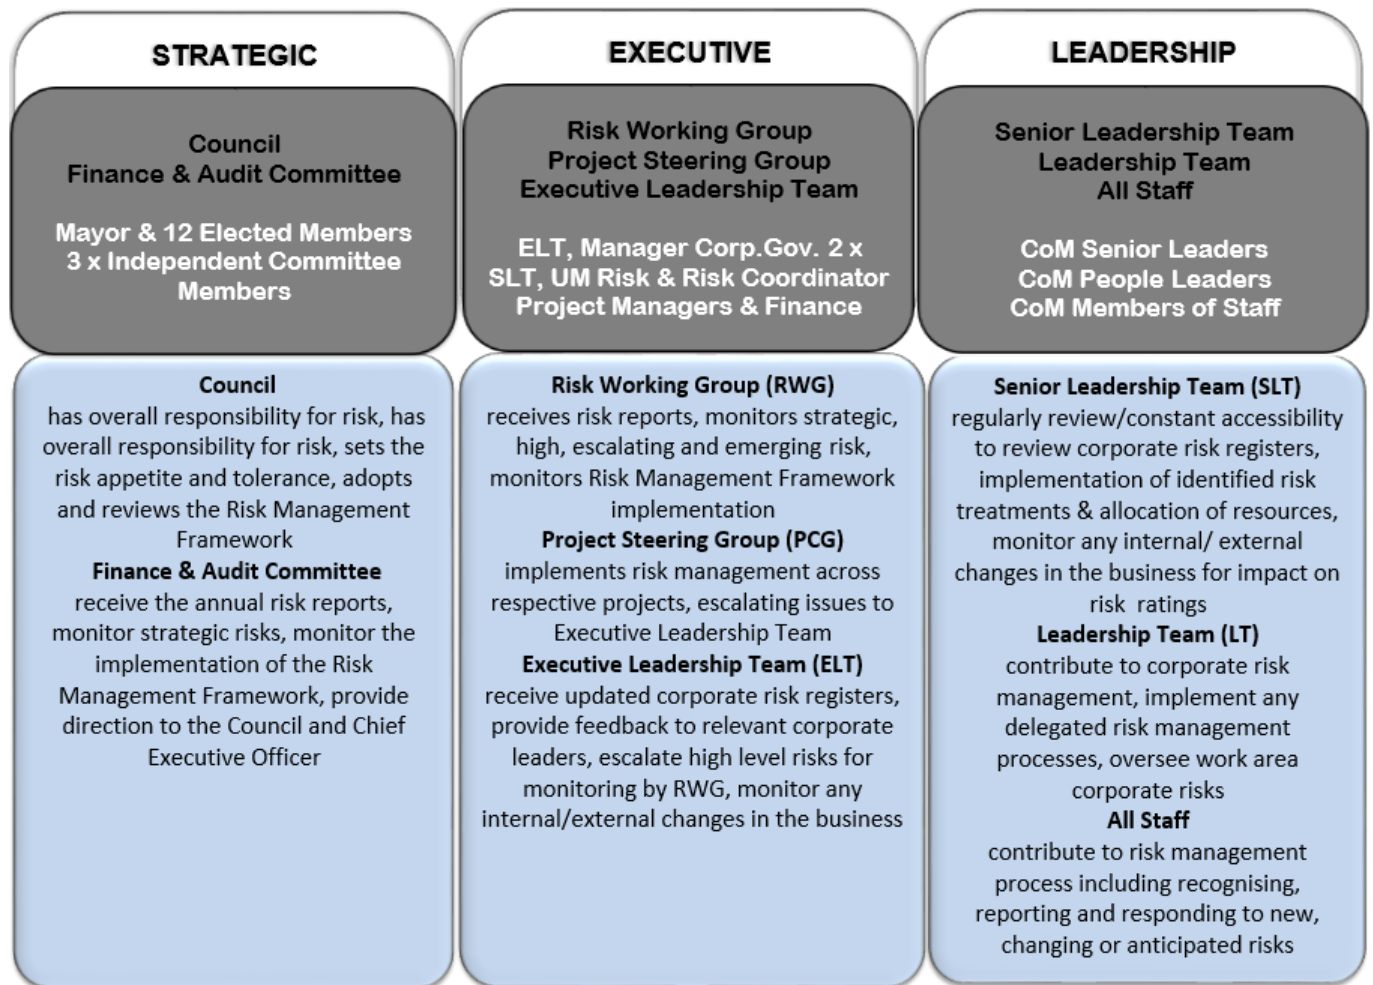 STRATEGIC
Council
Finance & Audit Committee
Mayor & 12 Elected Members
3 x Independent Committee
Members
Council
has overall responsibility for risk, has
overall responsibility for risk, sets the
risk appetite and tolerance, adopts
and reviews the Risk Management
Framework
Finance & Audit Committee
receive the annual risk reports,
monitor strategic risks, monitor the
implementation of the Risk
Management Framework, provide
direction to the Council and Chief
Executive Officer
EXECUTIVE
Risk Working Group
Project Steering Group
Executive Leadership Team
ELT, Manager Corp.Gov. 2 x
SLT, UM Risk & Risk Coordinator
Project Managers & Finance
Risk Working Group (RWG)
receives risk reports, monitors strategic,
high, escalating and emerging risk,
monitors Risk Management Framework
implementation
Project Steering Group (PCG)
implements risk management across
respective projects, escalating issues to
Executive Leadership Team
Executive Leadership Team (ELT)
receive updated corporate risk registers,
provide feedback to relevant corporate
leaders, escalate high level risks for
monitoring by RWG, monitor any
internal/external changes in the business
LEADERSHIP
Senior Leadership Team
Leadership Team
All Staff
CoM Senior Leaders
CoM People Leaders
CoM Members of Staff
Senior Leadership Team (SLT)
regularly review/constant accessibility
to review corporate risk registers,
implementation of identified risk
treatments & allocation of resources,
monitor any internal/ external
changes in the business for impact on
risk ratings
Leadership Team (LT)
contribute to corporate risk
management, implement any
delegated risk management
processes, oversee work area
corporate risks
All Staff
contribute to risk management
process including recognising,
reporting and responding to new,
changing or anticipated risks